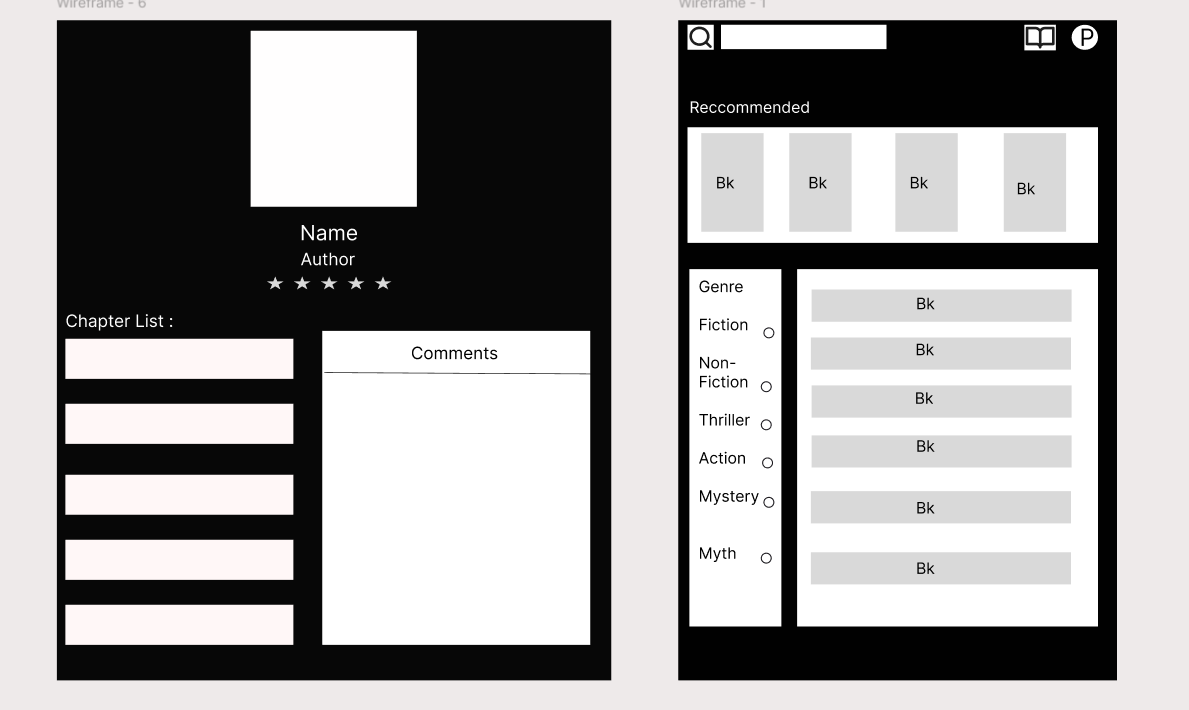 Wireframe - 6
Name
Author
Chapter List :
Comments
Wireframe - 1
P
Reccommended
Bk
Bk
Bk
Bk
Genre
Fiction
Non-
Fiction
Thriller
Action
Mystery
Myth
Bk
Bk
Bk
Bk
Bk
Bk